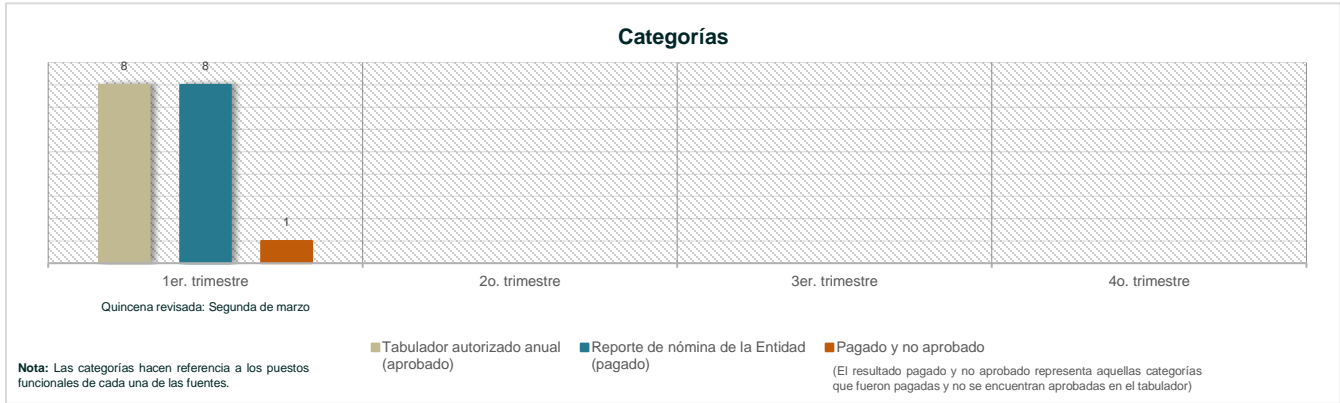 Categorías
8
8
1
1er. trimestre
2o. trimestre
3er. trimestre
4o. trimestre
Quincena revisada: Segunda de marzo
Tabulador autorizado anual
(aprobado)
Reporte de nómina de la Entidad
(pagado)
Pagado y no aprobado
(El resultado pagado y no aprobado representa aquellas categorías
que fueron pagadas y no se encuentran aprobadas en el tabulador)
Nota: Las categorías hacen referencia a los puestos
funcionales de cada una de las fuentes.